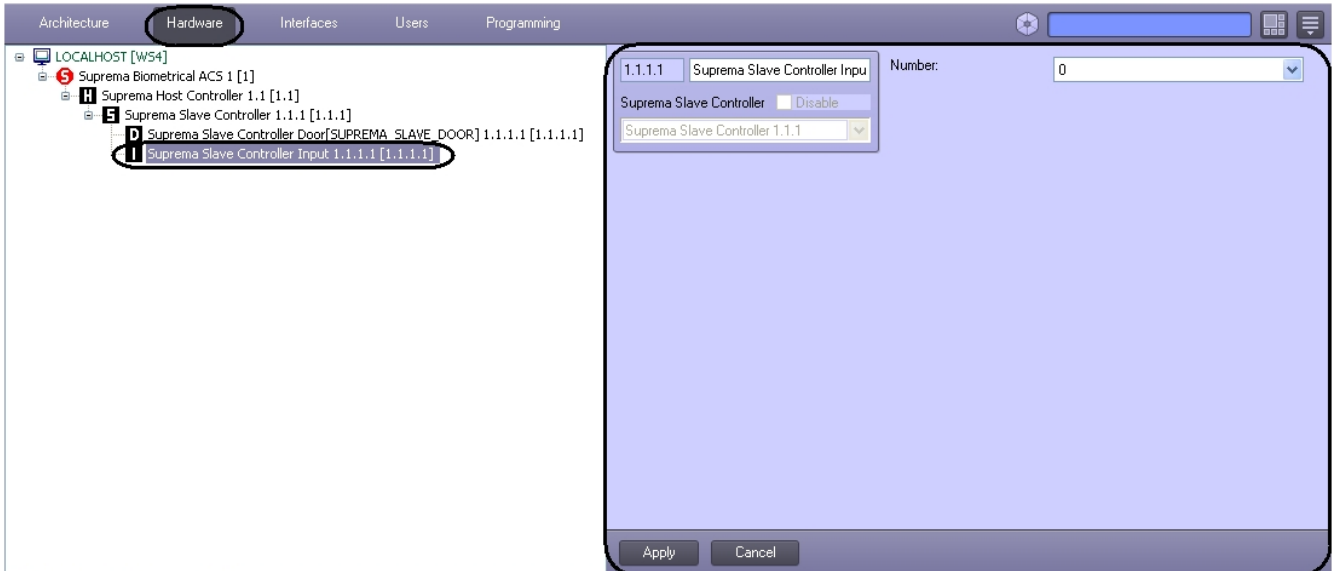 Architecture Hardware Interfaces Users Programming
LOCALHOST [WS4]
S Suprema Biometrical ACS 1 [1]
H Suprema Host Controller 1.1 [1.1]
S Suprema Slave Controller 1.1.1 [1.1.1]
D Suprema Slave Controller Door[SUPREMA_SLAVE_DOOR] 1.1.1.1 [1.1.1.1]
I Suprema Slave Controller Input 1.1.1.1 [1.1.1.1]
1.1.1.1 Suprema Slave Controller Inpu
Suprema Slave Controller Disable
Suprema Slave Controller 1.1.1
Number: 0
Apply Cancel